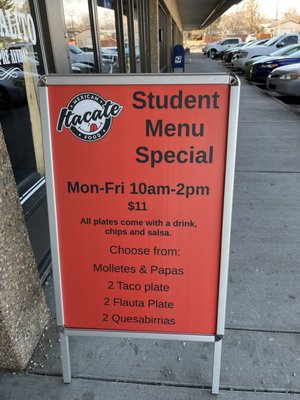 MEXICAN
Itacate
FOOD
Student
Menu
Special
Mon-Fri 10am-2pm
$11
All plates come with a drink,
chips and salsa.
Choose from:
Molletes & Papas
2 Taco plate
2 Flauta Plate
2 Quesabirrias